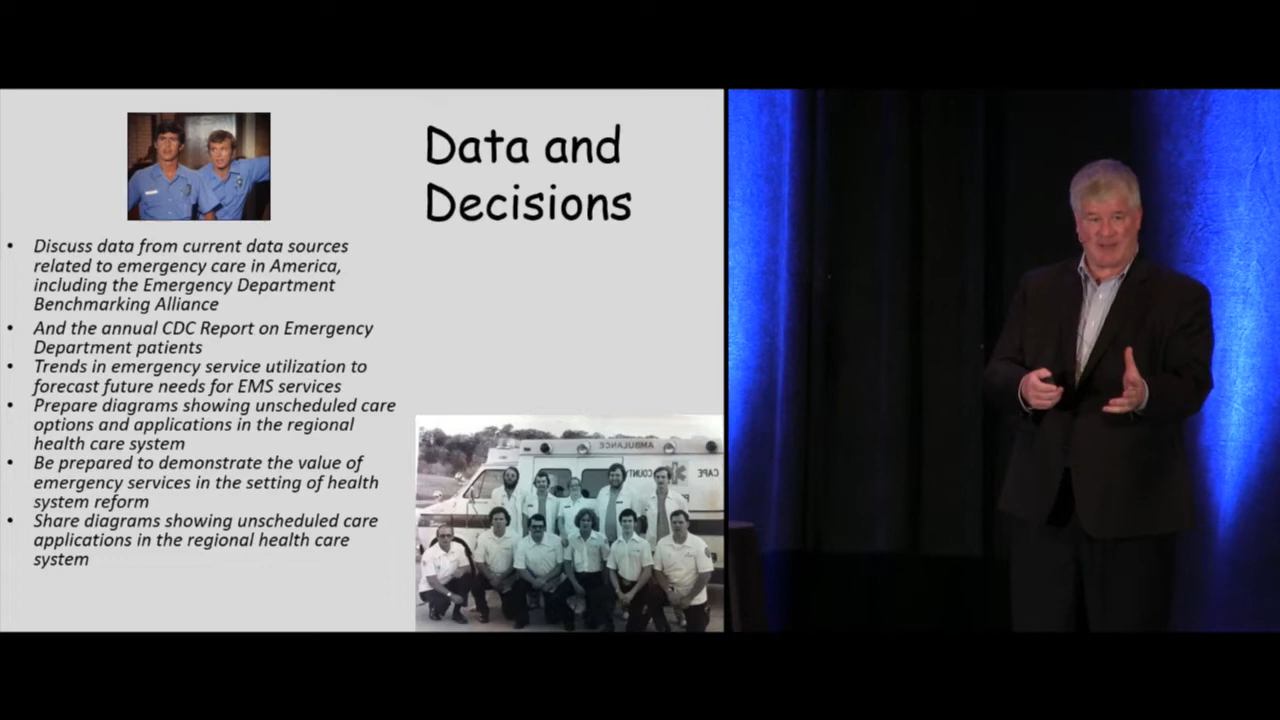 Data and
Decisions
• Discuss data from current data sources
related to emergency care in America,
including the Emergency Department
Benchmarking Alliance
• And the annual CDC Report on Emergency
Department patients
• Trends in emergency service utilization to
forecast future needs for EMS services
• Prepare diagrams showing unscheduled care
options and applications in the regional
health care system
• Be prepared to demonstrate the value of
emergency services in the setting of health
system reform
• Share diagrams showing unscheduled care
applications in the regional health care
system
AMBULANCE
CAPE
COUNTY